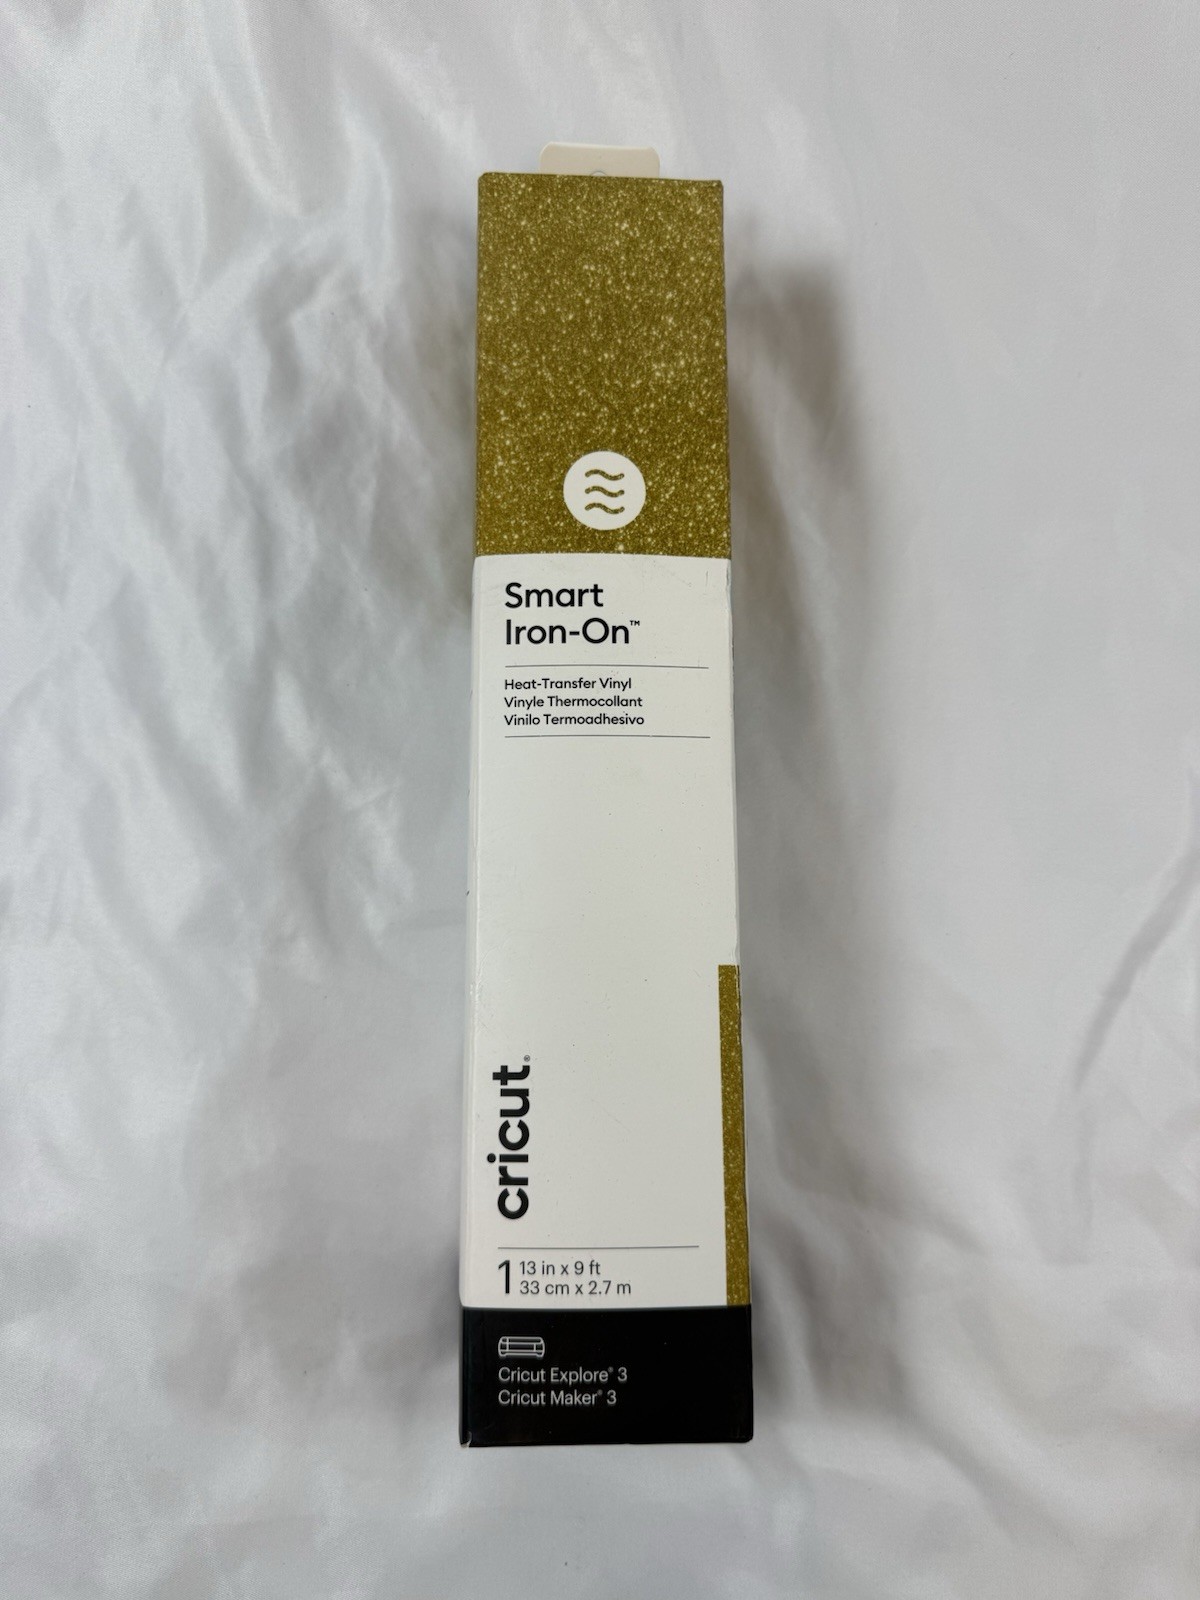 Smart
Iron-On™
Heat-Transfer Vinyl
Vinyle Thermocollant
Vinilo Termoadhesivo
cricut®
1 13 in x 9 ft
33 cm x 2.7 m
Cricut Explore® 3
Cricut Maker® 3